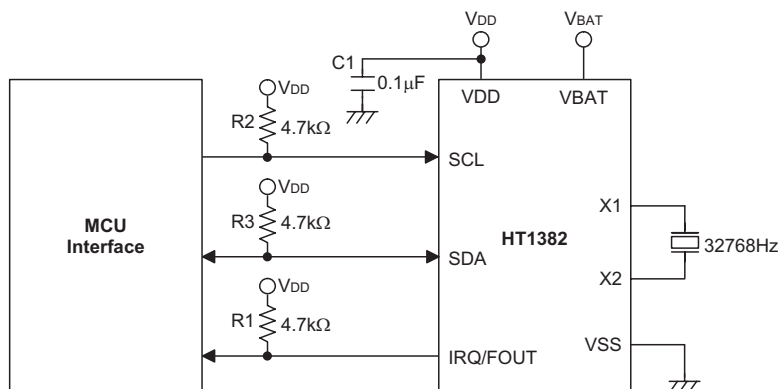 VDD
VBAT
C1
0.1μF
VDD
VBAT
VDD
R2
4.7kΩ
SCL
VDD
R3
4.7kΩ
SDA
MCU
Interface
HT1382
X1
X2
32768Hz
VDD
R1
4.7kΩ
IRQ/FOUT
VSS